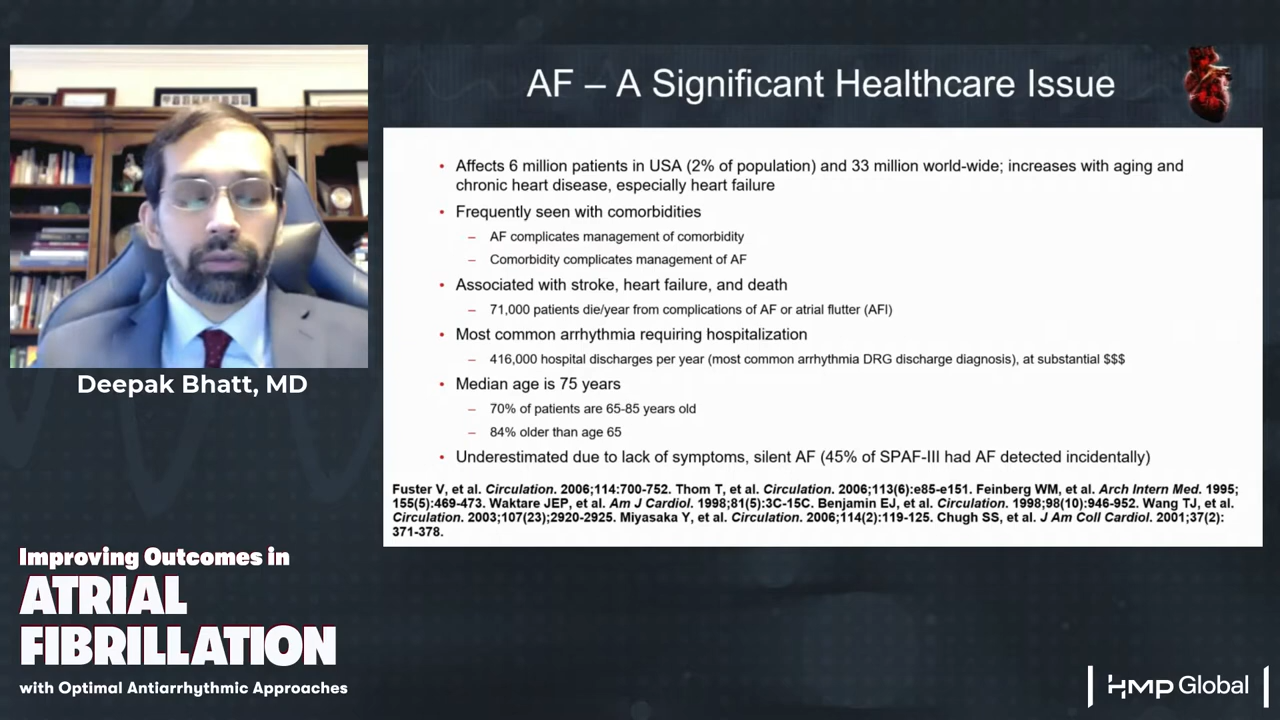 AF – A Significant Healthcare Issue
• Affects 6 million patients in USA (2% of population) and 33 million world-wide; increases with aging and
chronic heart disease, especially heart failure
• Frequently seen with comorbidities
– AF complicates management of comorbidity
– Comorbidity complicates management of AF
• Associated with stroke, heart failure, and death
– 71,000 patients die/year from complications of AF or atrial flutter (AFl)
• Most common arrhythmia requiring hospitalization
– 416,000 hospital discharges per year (most common arrhythmia DRG discharge diagnosis), at substantial $$$
• Median age is 75 years
– 70% of patients are 65-85 years old
– 84% older than age 65
• Underestimated due to lack of symptoms, silent AF (45% of SPAF-III had AF detected incidentally)
Fuster V, et al. Circulation. 2006;114:700-752. Thom T, et al. Circulation. 2006;113(6):e85-e151. Feinberg WM, et al. Arch Intern Med. 1995;
155(5):469-473. Waktare JEP, et al. Am J Cardiol. 1998;81(5):3C-15C. Benjamin EJ, et al. Circulation. 1998;98(10):946-952. Wang TJ, et al.
Circulation. 2003;107(23);2920-2925. Miyasaka Y, et al. Circulation. 2006;114(2):119-125. Chugh SS, et al. J Am Coll Cardiol. 2001;37(2):
371-378.
Deepak Bhatt, MD
Improving Outcomes in
ATRIAL
FIBRILLATION
with Optimal Antiarrhythmic Approaches
HMP Global